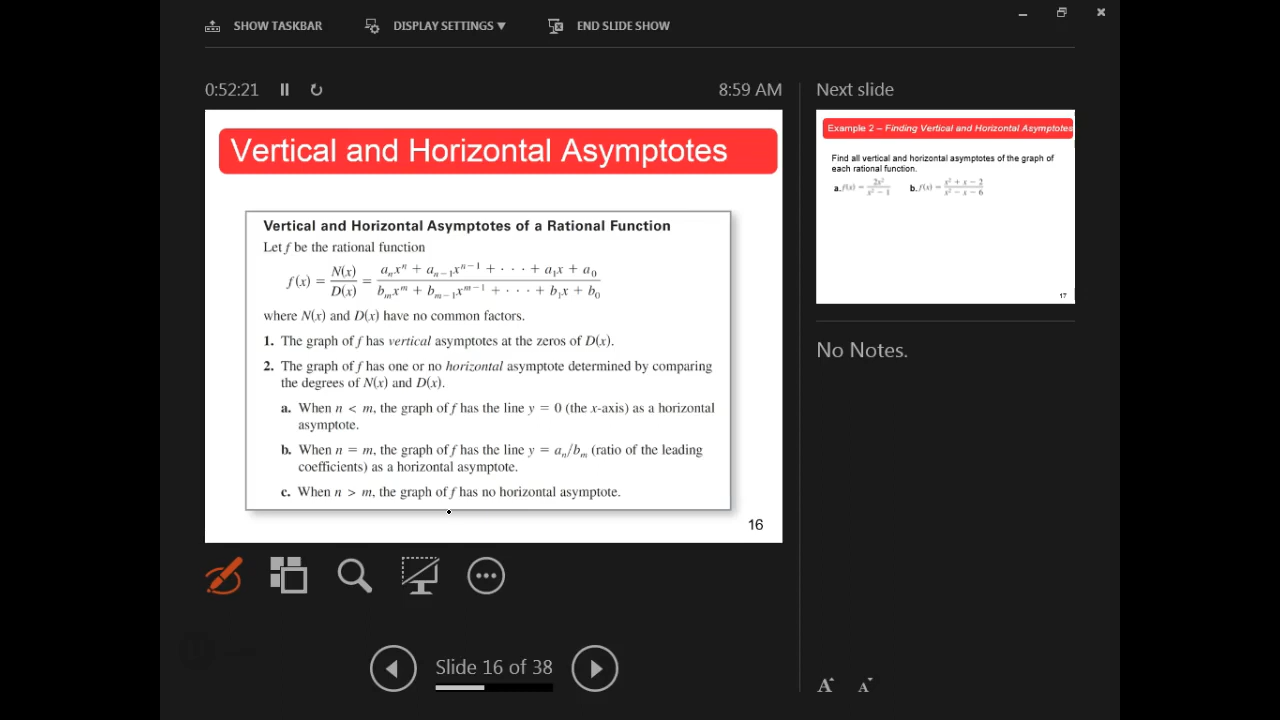 SHOW TASKBAR DISPLAY SETTINGS ▼ END SLIDE SHOW
0:52:21 8:59 AM
Vertical and Horizontal Asymptotes
Vertical and Horizontal Asymptotes of a Rational Function
Let f be the rational function
f(x) = N(x)/D(x) = (aₙxⁿ + aₙ₋₁xⁿ⁻¹ + · · · + a₁x + a₀)/(bₘxᵐ + bₘ₋₁xᵐ⁻¹ + · · · + b₁x + b₀)
where N(x) and D(x) have no common factors.
1. The graph of f has vertical asymptotes at the zeros of D(x).
2. The graph of f has one or no horizontal asymptote determined by comparing
the degrees of N(x) and D(x).
a. When n < m, the graph of f has the line y = 0 (the x-axis) as a horizontal
asymptote.
b. When n = m, the graph of f has the line y = aₙ/bₘ (ratio of the leading
coefficients) as a horizontal asymptote.
c. When n > m, the graph of f has no horizontal asymptote.
16
Slide 16 of 38
Next slide
Example 2 – Finding Vertical and Horizontal Asymptotes
Find all vertical and horizontal asymptotes of the graph of
each rational function.
a. f(x) = 2x²/(x² − 1) b. f(x) = (x² + x − 2)/(x² − x − 6)
17
No Notes.
A A